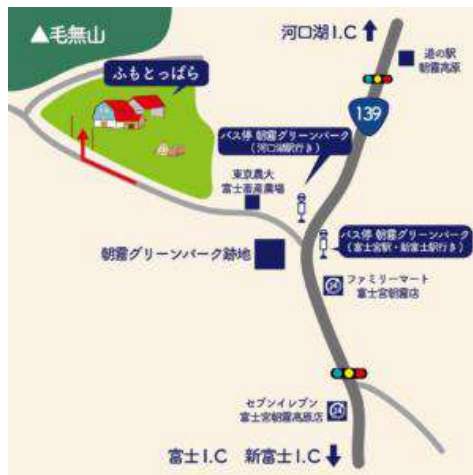 ▲毛無山
河口湖I.C
道の駅
朝霧高原
ふもとっぱら
139
バス停 朝霧グリーンパーク
(河口湖駅行き)
東京農大
富士畜産農場
バス停 朝霧グリーンパーク
(富士宮駅・新富士駅行き)
朝霧グリーンパーク跡地
24
ファミリーマート
富士宮朝霧店
セブンイレブン
富士宮朝霧高原店
24
富士I.C 新富士I.C